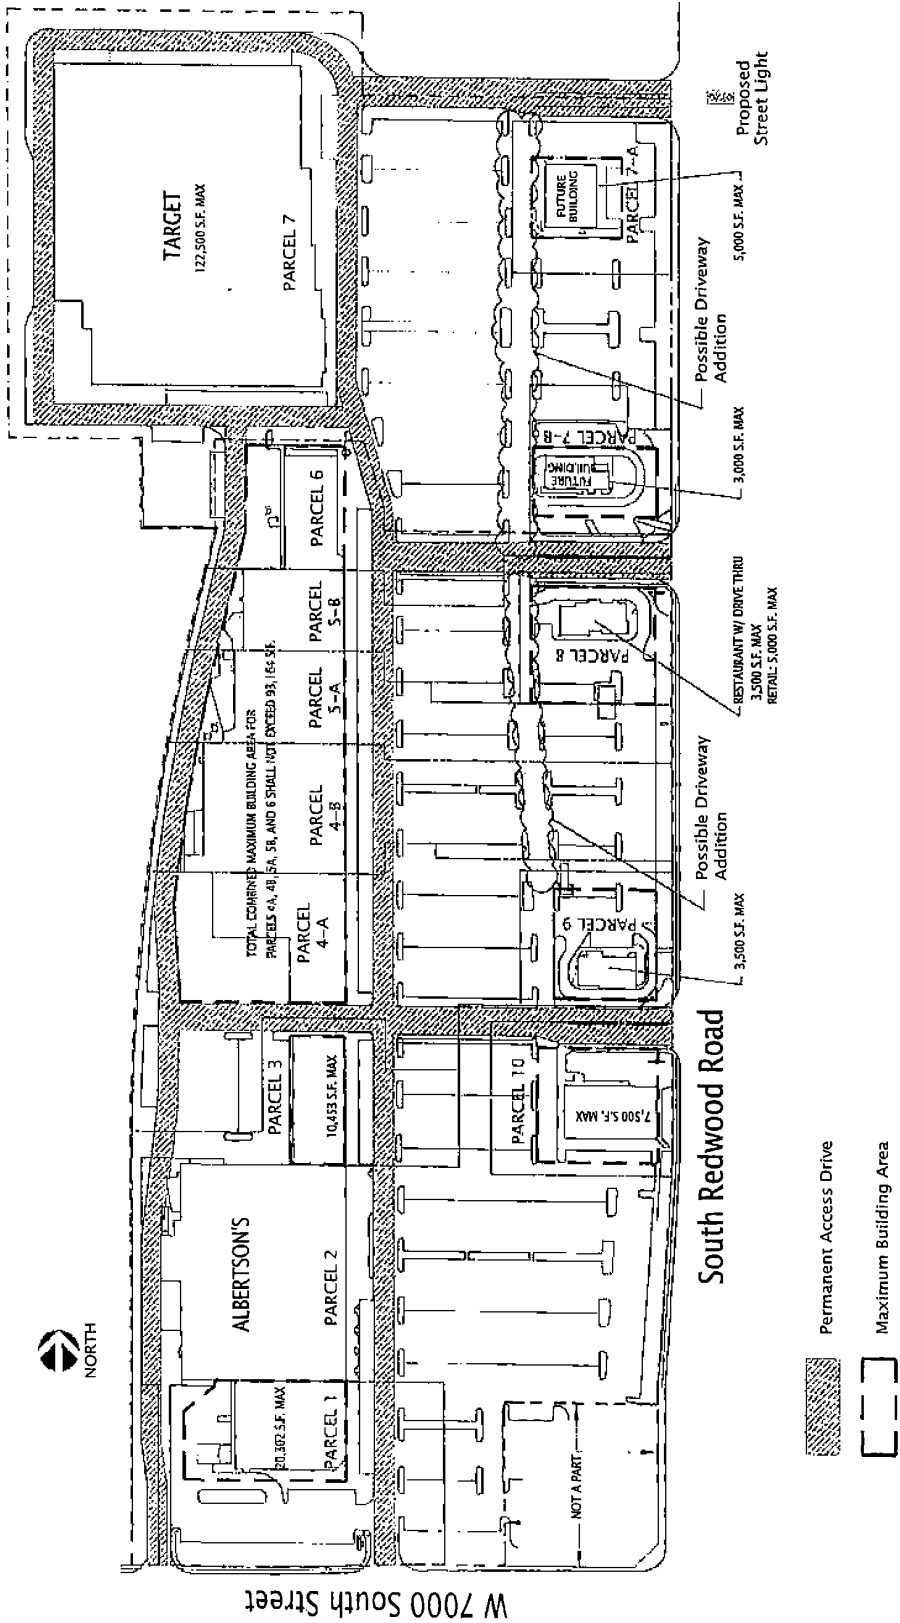 TARGET
122,500 S.F. MAX
PARCEL 7
Proposed
Street Light
FUTURE
BUILDING
PARCEL 7-A
5,000 S.F. MAX
Possible Driveway
Addition
PARCEL 7-B
FUTURE
BUILDING
3,000 S.F. MAX
PARCEL 6
PARCEL
5-B
PARCEL
5-A
TOTAL COMBINED MAXIMUM BUILDING AREA FOR
PARCELS 4A, 4B, 5A, 5B, AND 6 SHALL NOT EXCEED 93,164 S.F.
PARCEL
4-B
PARCEL
4-A
PARCEL 8
RESTAURANT W/ DRIVE THRU
3,500 S.F. MAX
RETAIL: 5,000 S.F. MAX
Possible Driveway
Addition
PARCEL 9
3,500 S.F. MAX
South Redwood Road
PARCEL 3
10,453 S.F. MAX
PARCEL 10
7,500 S.F. MAX
ALBERTSON'S
PARCEL 2
20,302 S.F. MAX
PARCEL 1
NOT A PART
NORTH
W 7000 South Street
Permanent Access Drive
Maximum Building Area